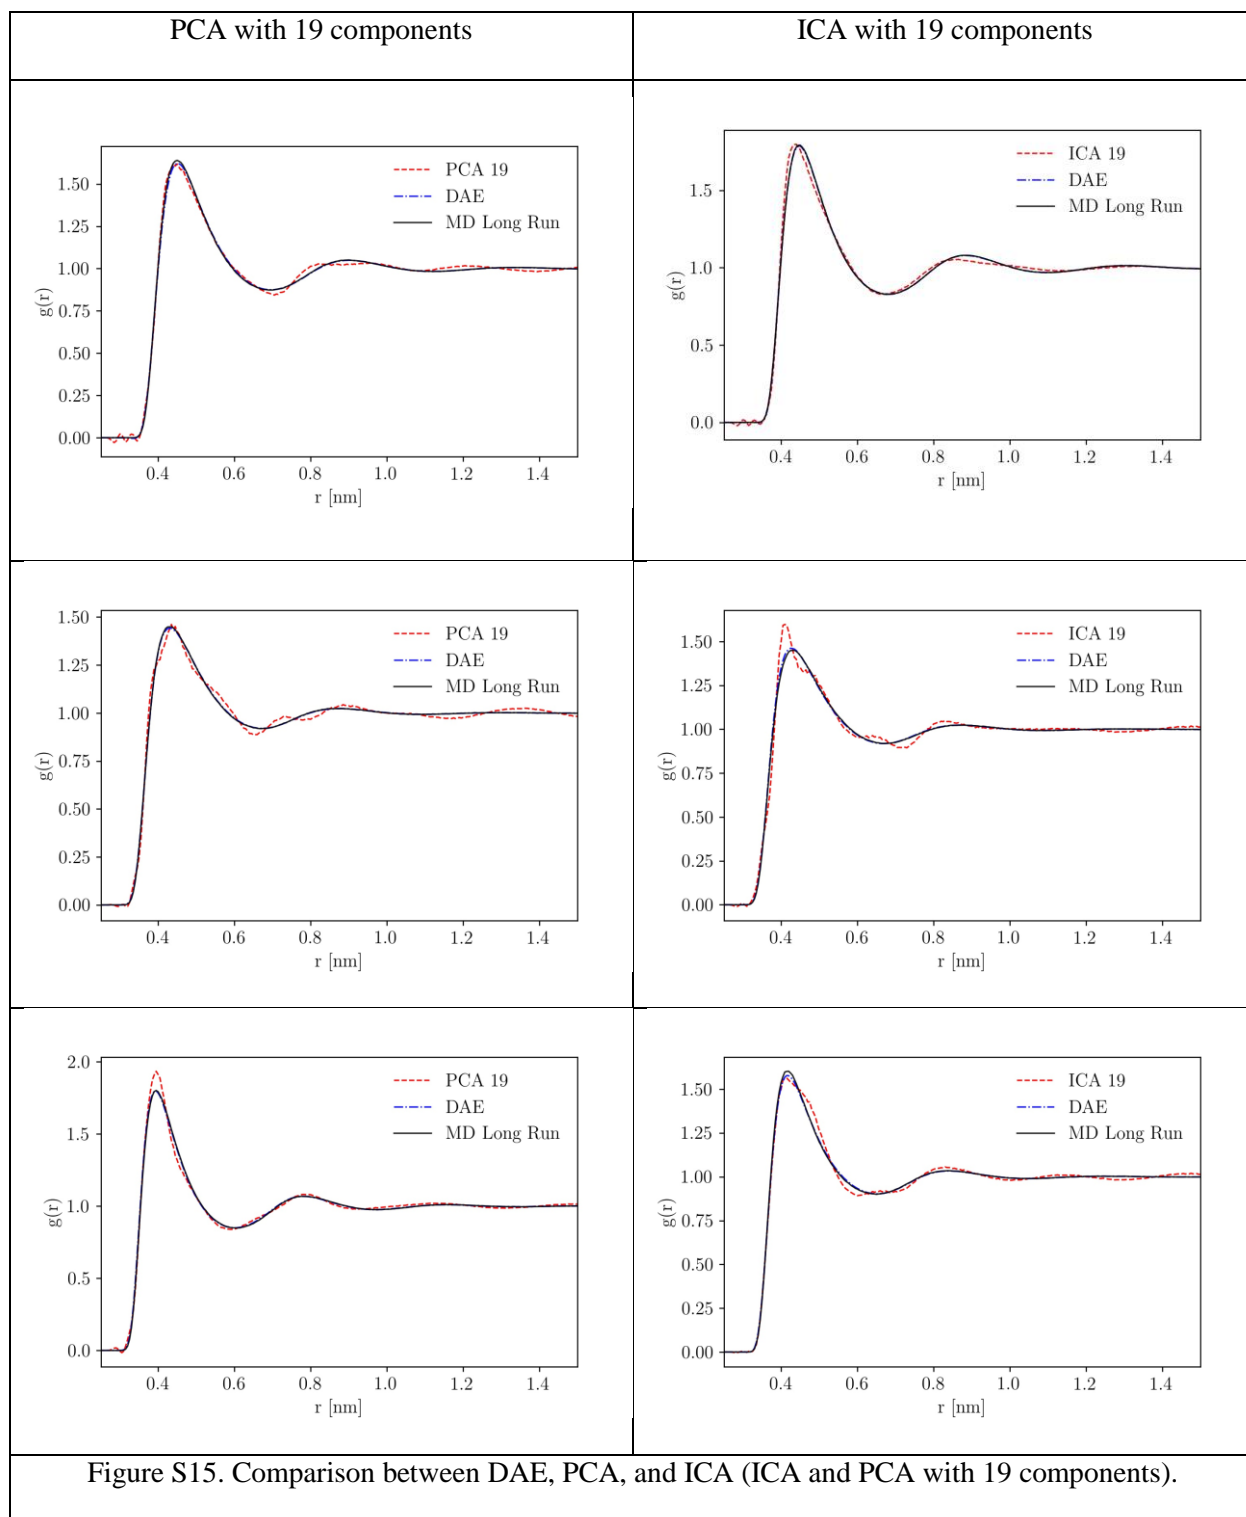 PCA with 19 components
ICA with 19 components
1.50
1.25
1.00
0.75
0.50
0.25
0.00
g(r)
PCA 19
DAE
MD Long Run
0.4 0.6 0.8 1.0 1.2 1.4
r [nm]
1.5
1.0
0.5
0.0
g(r)
ICA 19
DAE
MD Long Run
0.4 0.6 0.8 1.0 1.2 1.4
r [nm]
1.50
1.25
1.00
0.75
0.50
0.25
0.00
g(r)
PCA 19
DAE
MD Long Run
0.4 0.6 0.8 1.0 1.2 1.4
r [nm]
1.50
1.25
1.00
0.75
0.50
0.25
0.00
g(r)
ICA 19
DAE
MD Long Run
0.4 0.6 0.8 1.0 1.2 1.4
r [nm]
2.0
1.5
1.0
0.5
0.0
g(r)
PCA 19
DAE
MD Long Run
0.4 0.6 0.8 1.0 1.2 1.4
r [nm]
1.50
1.25
1.00
0.75
0.50
0.25
0.00
g(r)
ICA 19
DAE
MD Long Run
0.4 0.6 0.8 1.0 1.2 1.4
r [nm]
Figure S15. Comparison between DAE, PCA, and ICA (ICA and PCA with 19 components).